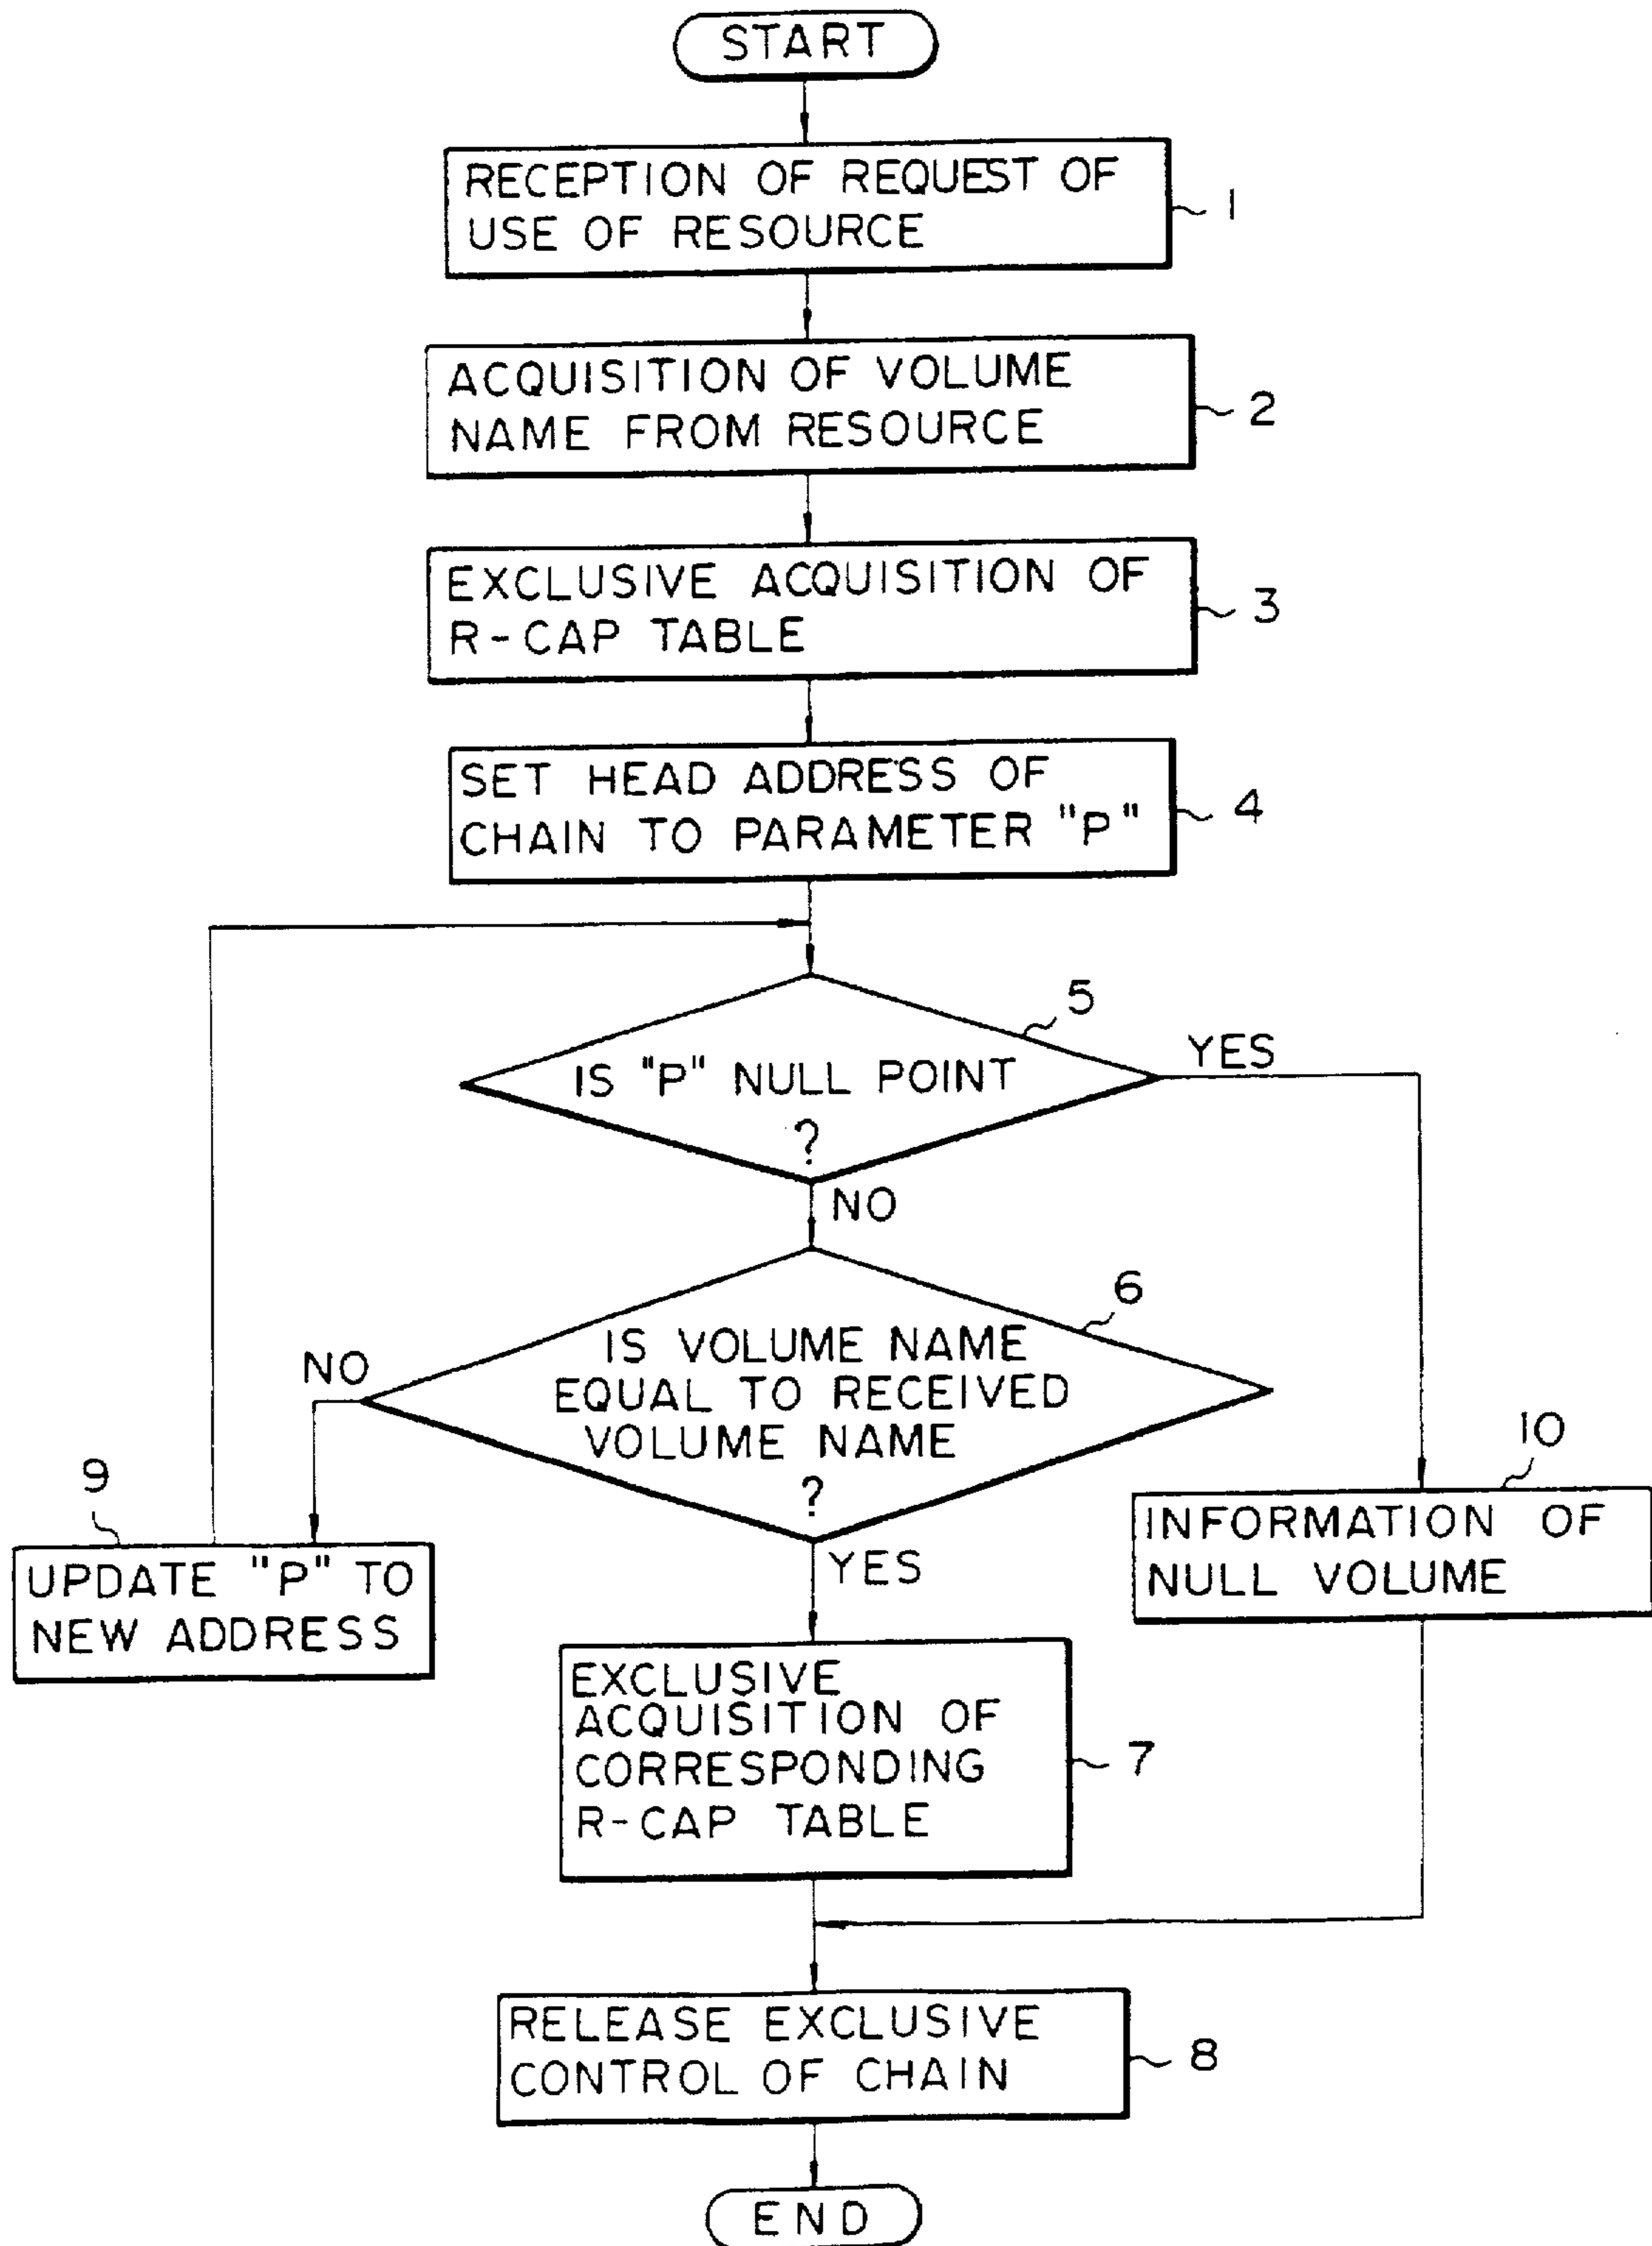 START
RECEPTION OF REQUEST OF
USE OF RESOURCE
1
ACQUISITION OF VOLUME
NAME FROM RESOURCE
2
EXCLUSIVE ACQUISITION OF
R-CAP TABLE
3
SET HEAD ADDRESS OF
CHAIN TO PARAMETER "P"
4
5
IS "P" NULL POINT
?
YES
NO
6
IS VOLUME NAME
EQUAL TO RECEIVED
VOLUME NAME
?
NO
YES
9
UPDATE "P" TO
NEW ADDRESS
10
INFORMATION OF
NULL VOLUME
EXCLUSIVE
ACQUISITION OF
CORRESPONDING
R-CAP TABLE
7
RELEASE EXCLUSIVE
CONTROL OF CHAIN
8
END